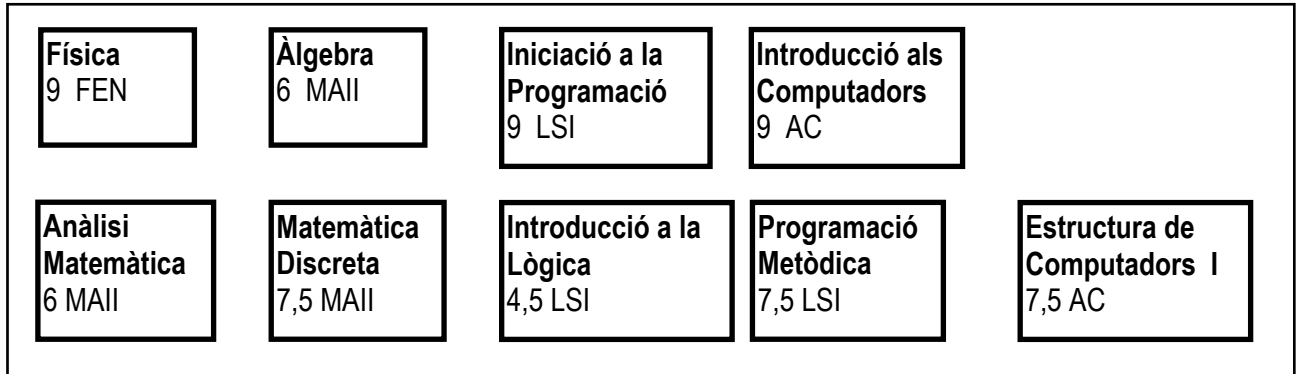 Física
9 FEN
Àlgebra
6 MAII
Iniciació a la
Programació
9 LSI
Introducció als
Computadors
9 AC
Anàlisi
Matemàtica
6 MAII
Matemàtica
Discreta
7,5 MAII
Introducció a la
Lògica
4,5 LSI
Programació
Metòdica
7,5 LSI
Estructura de
Computadors I
7,5 AC